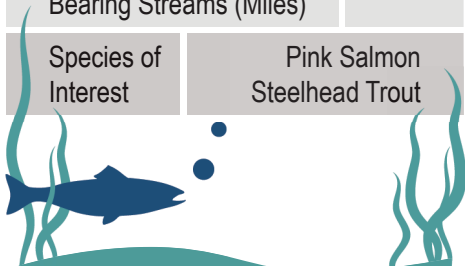 Bearing Streams (Miles)
Species of Interest
Pink Salmon
Steelhead Trout